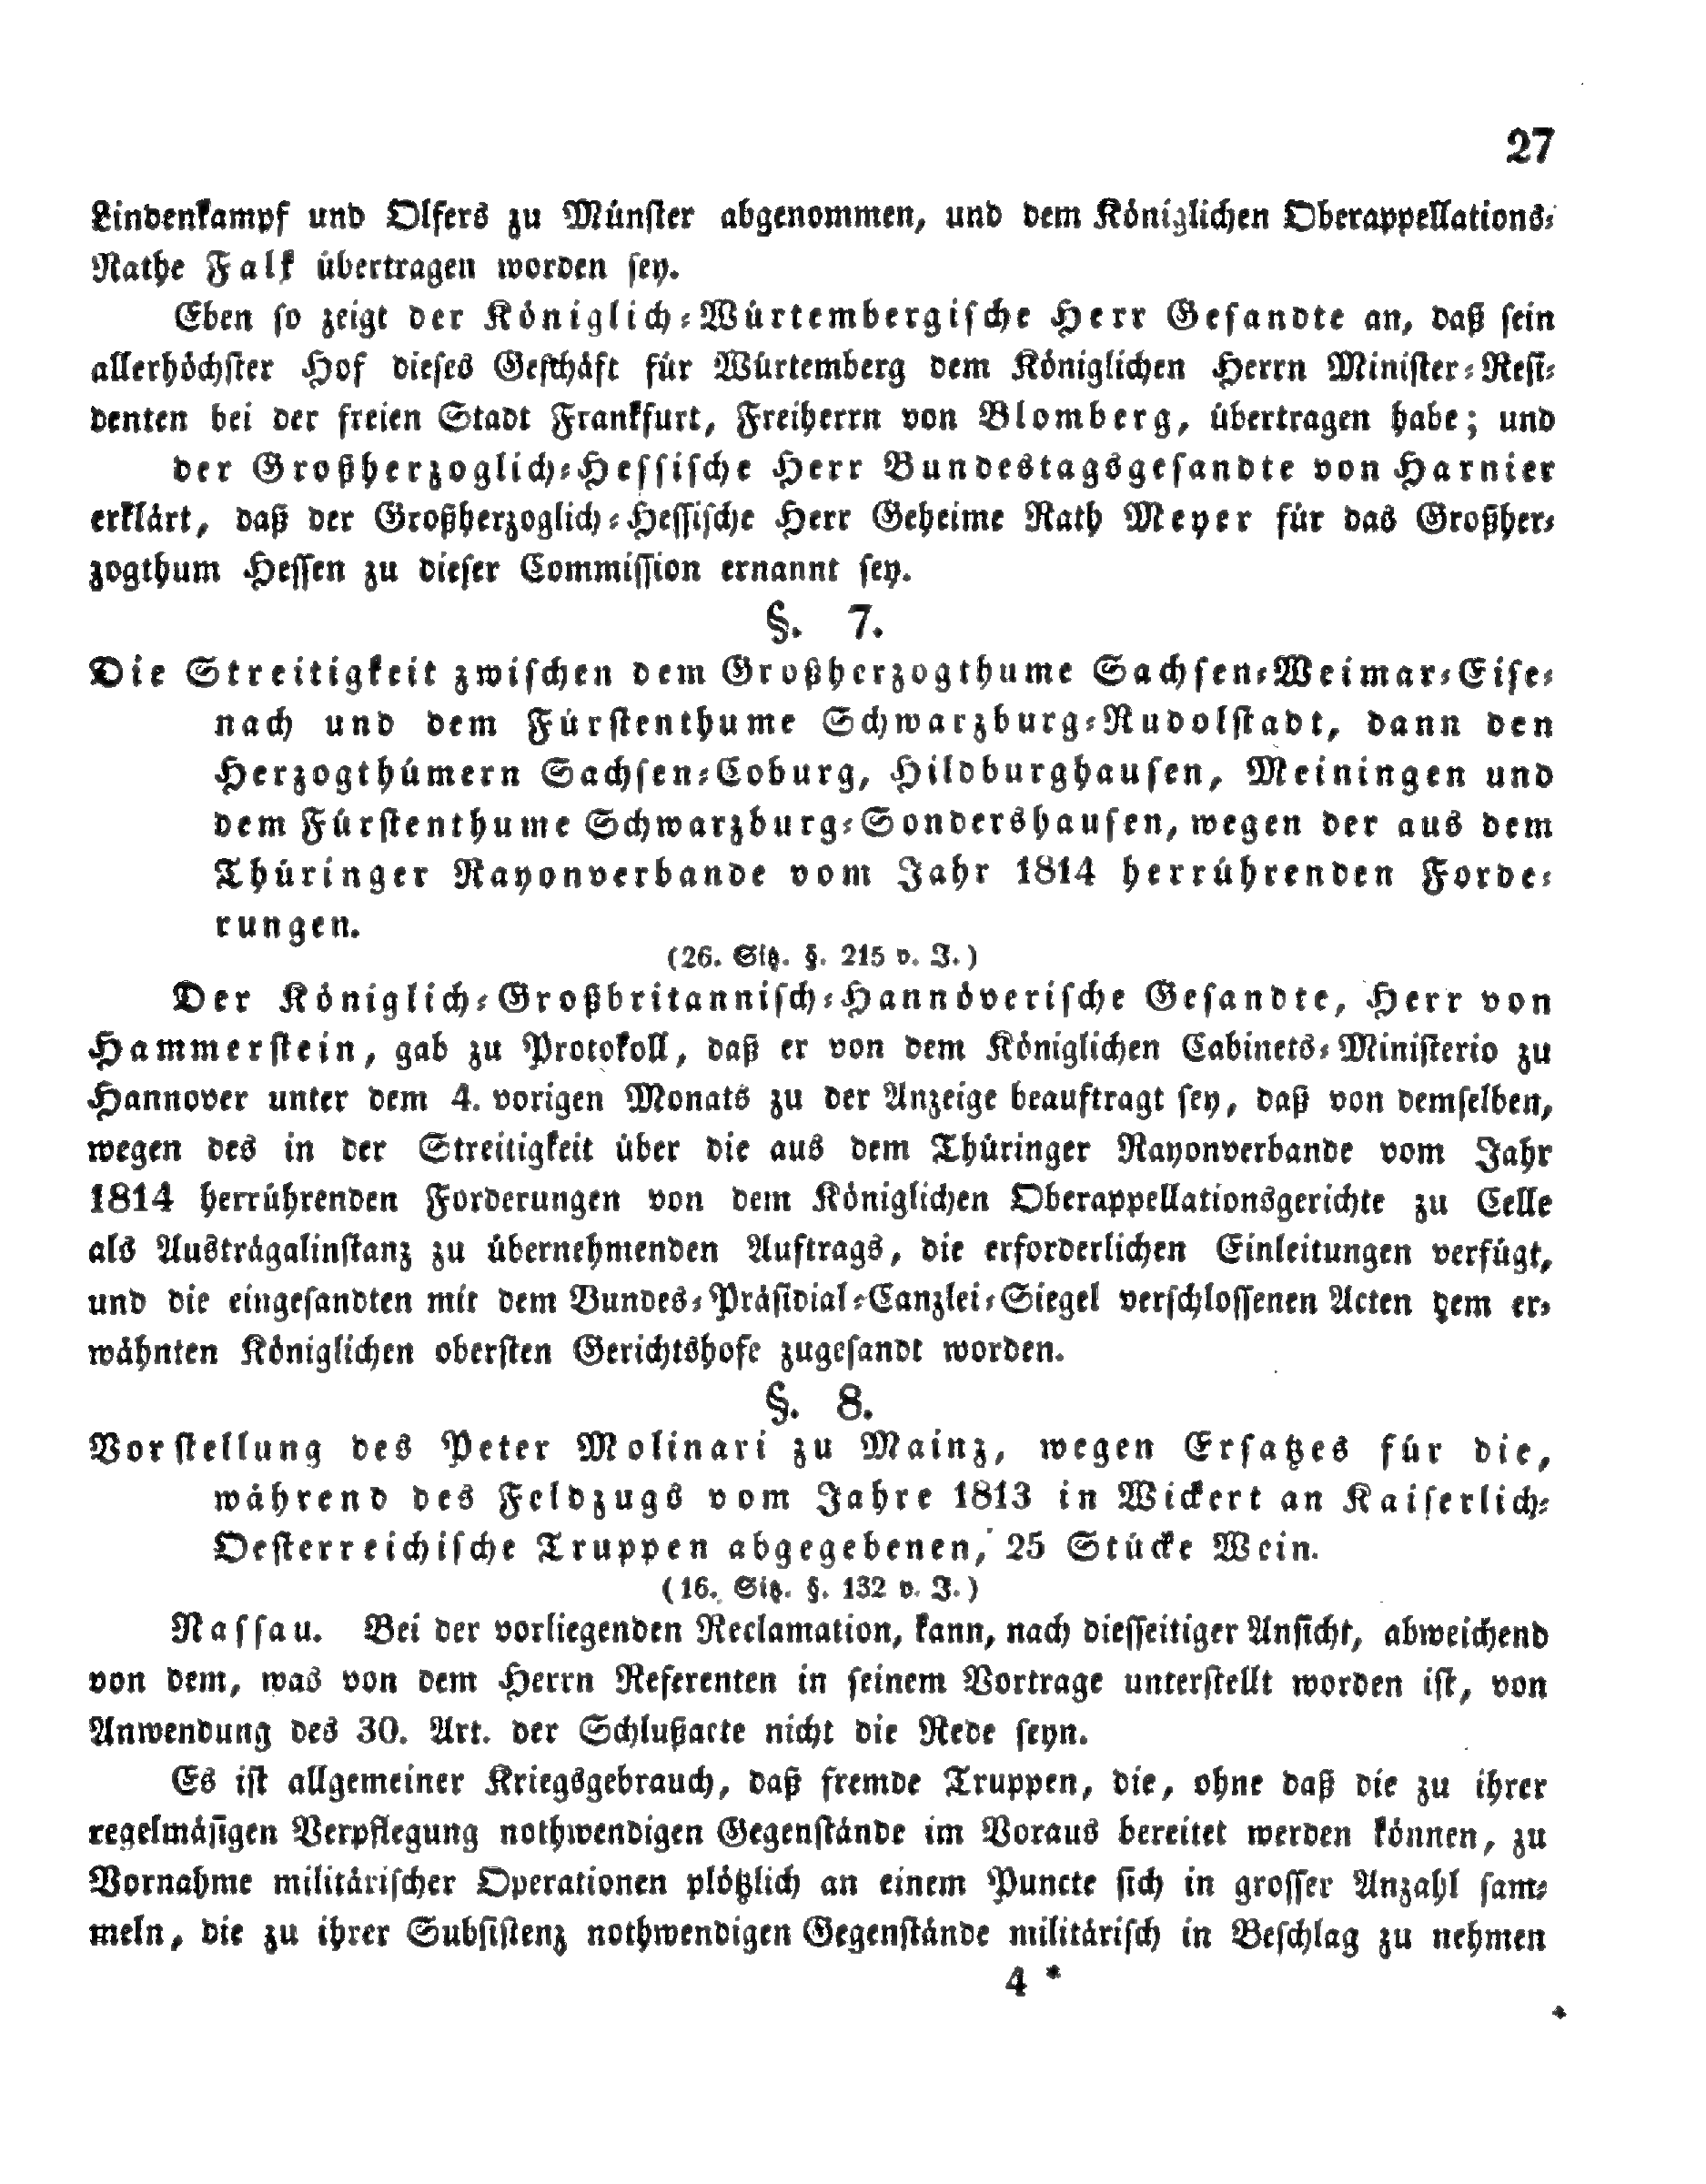 27
Lindenkampf und Olfers zu Münster abgenommen, und dem Königlichen Oberappellations-
Rathe Falk übertragen worden sey.
Eben so zeigt der Königlich-Würtembergische Herr Gesandte an, daß sein
allerhöchster Hof dieses Geschäft für Würtemberg dem Königlichen Herrn Minister-Resi-
denten bei der freien Stadt Frankfurt, Freiherrn von Blomberg, übertragen habe; und
der Großherzoglich-Hessische Herr Bundestagsgesandte von Harnier
erklärt, daß der Großherzoglich-Hessische Herr Geheime Rath Meyer für das Großher-
zogthum Hessen zu dieser Commission ernannt sey.
§. 7.
Die Streitigkeit zwischen dem Großherzogthume Sachsen-Weimar-Eise-
nach und dem Fürstenthume Schwarzburg-Rudolstadt, dann den
Herzogthümern Sachsen-Coburg, Hildburghausen, Meiningen und
dem Fürstenthume Schwarzburg-Sondershausen, wegen der aus dem
Thüringer Rayonverbande vom Jahr 1814 herrührenden Forde-
rungen.
(26. Sitz. §. 215 v. J.)
Der Königlich-Großbritannisch-Hannöverische Gesandte, Herr von
Hammerstein, gab zu Protokoll, daß er von dem Königlichen Cabinets-Ministerio zu
Hannover unter dem 4. vorigen Monats zu der Anzeige beauftragt sey, daß von demselben,
wegen des in der Streitigkeit über die aus dem Thüringer Rayonverbande vom Jahr
1814 herrührenden Forderungen von dem Königlichen Oberappellationsgerichte zu Celle
als Austrägalinstanz zu übernehmenden Auftrags, die erforderlichen Einleitungen verfügt,
und die eingesandten mit dem Bundes-Präsidial-Canzlei-Siegel verschlossenen Acten dem er-
wähnten Königlichen obersten Gerichtshofe zugesandt worden.
§. 8.
Vorstellung des Peter Molinari zu Mainz, wegen Ersatzes für die,
während des Feldzugs vom Jahre 1813 in Wickert an Kaiserlich-
Oesterreichische Truppen abgegebenen, 25 Stücke Wein.
(16. Sitz. §. 132 v. J.)
Nassau. Bei der vorliegenden Reclamation, kann, nach diesseitiger Ansicht, abweichend
von dem, was von dem Herrn Referenten in seinem Vortrage unterstellt worden ist, von
Anwendung des 30. Art. der Schlußacte nicht die Rede seyn.
Es ist allgemeiner Kriegsgebrauch, daß fremde Truppen, die, ohne daß die zu ihrer
regelmäsigen Verpflegung nothwendigen Gegenstände im Voraus bereitet werden können, zu
Vornahme militärischer Operationen plötzlich an einem Puncte sich in grosser Anzahl sam-
meln, die zu ihrer Subsistenz nothwendigen Gegenstände militärisch in Beschlag zu nehmen
4 *